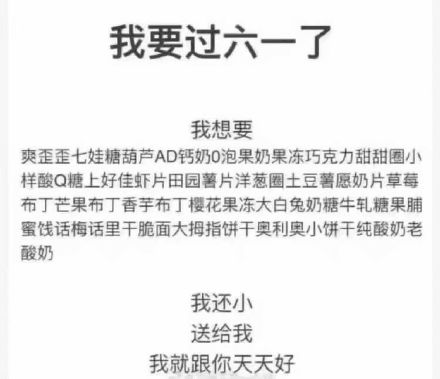 我要过六一了
我想要
爽歪歪七娃糖葫芦AD钙奶0泡果奶果冻巧克力甜甜圈小
样酸Q糖上好佳虾片田园薯片洋葱圈土豆薯愿奶片草莓
布丁芒果布丁香芋布丁樱花果冻大白兔奶糖牛轧糖果脯
蜜饯话梅话里干脆面大拇指饼干奥利奥小饼干纯酸奶老
酸奶
我还小
送给我
我就跟你天天好